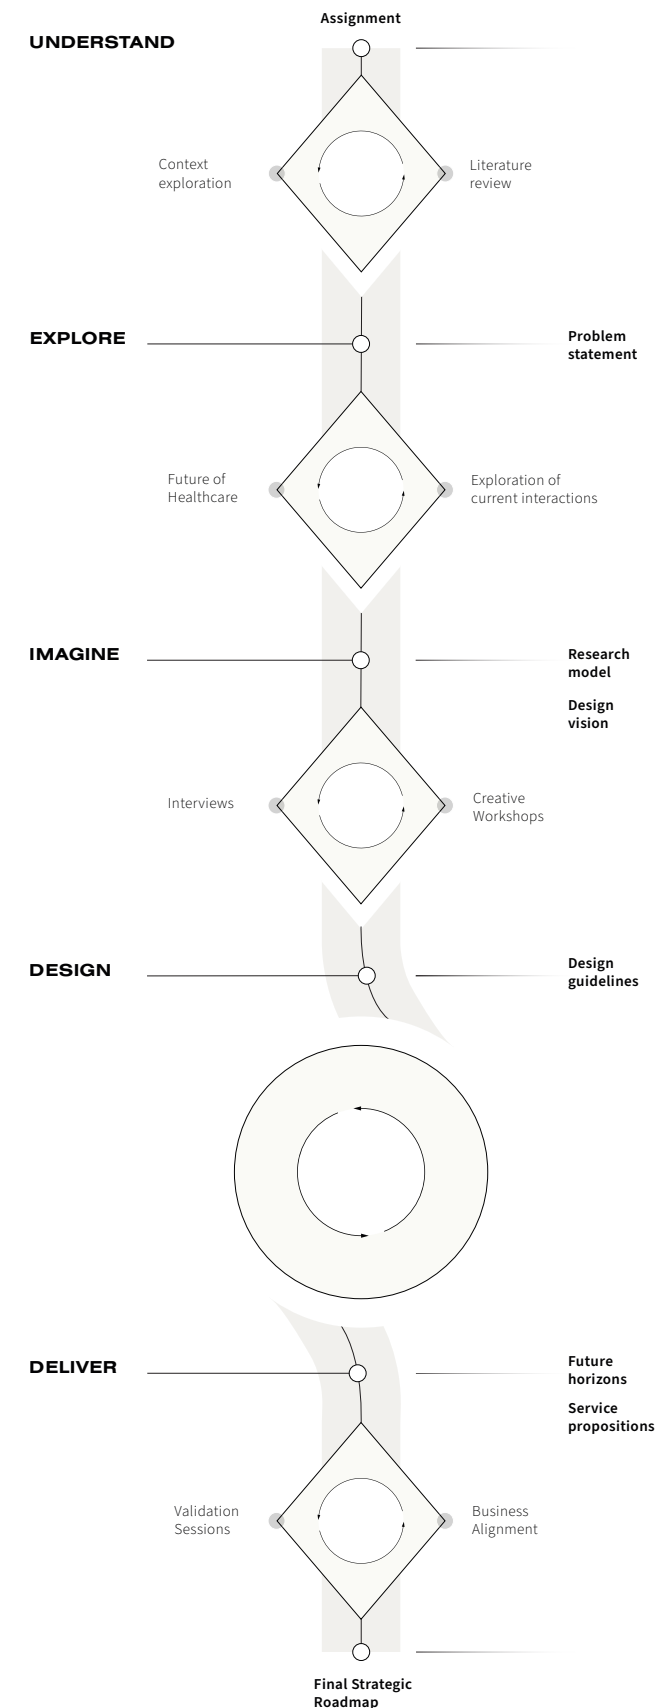 Assignment
UNDERSTAND
Context
exploration
Literature
review
EXPLORE
Problem
statement
Future of
Healthcare
Exploration of
current interactions
IMAGINE
Research
model
Design
vision
Interviews
Creative
Workshops
DESIGN
Design
guidelines
DELIVER
Future
horizons
Service
propositions
Validation
Sessions
Business
Alignment
Final Strategic
Roadmap